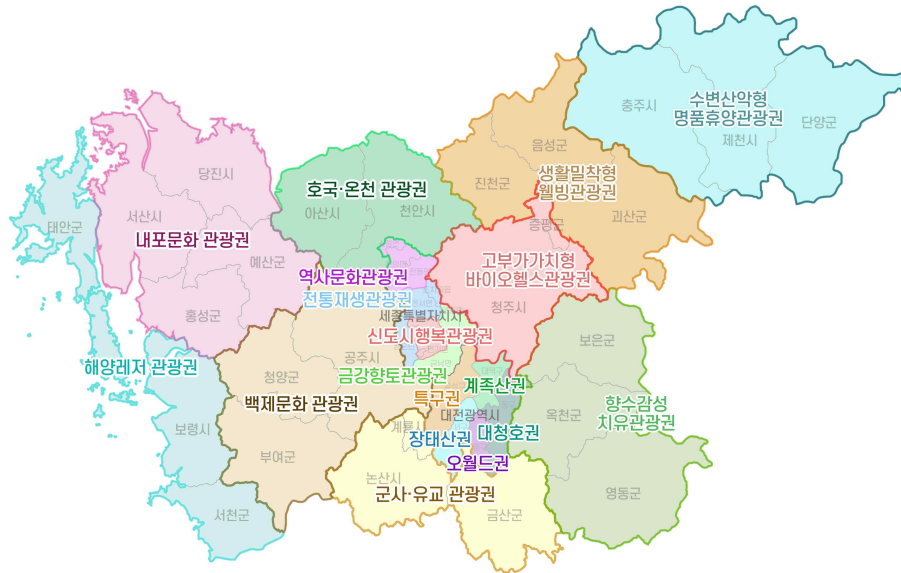 수변산악형
명품휴양관광권
충주시
제천시
단양군
음성군
진천군
생활밀착형
웰빙관광권
괴산군
증평군
당진시
서산시
태안군
내포문화 관광권
예산군
홍성군
호국·온천 관광권
아산시
천안시
고부가가치형
바이오헬스관광권
청주시
역사문화관광권
전통재생관광권
세종특별자치시
신도시행복관광권
금강향토관광권
해양레저 관광권
보령시
서천군
공주시
청양군
백제문화 관광권
부여군
계룡시
논산시
군사·유교 관광권
금산군
특구권
계족산권
대전광역시
장태산권
대청호권
오월드권
보은군
옥천군
향수감성
치유관광권
영동군